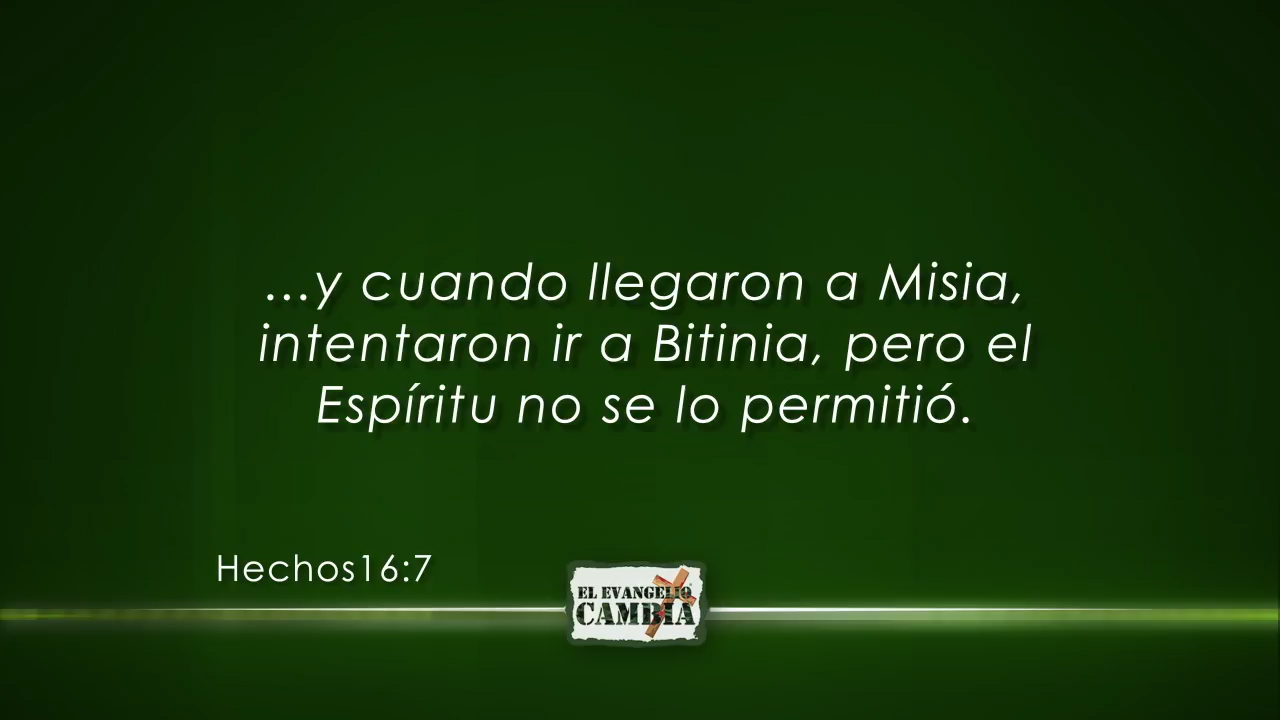 ...y cuando llegaron a Misia,
intentaron ir a Bitinia, pero el
Espíritu no se lo permitió.
Hechos16:7
EL EVANGELIO
CAMBIA